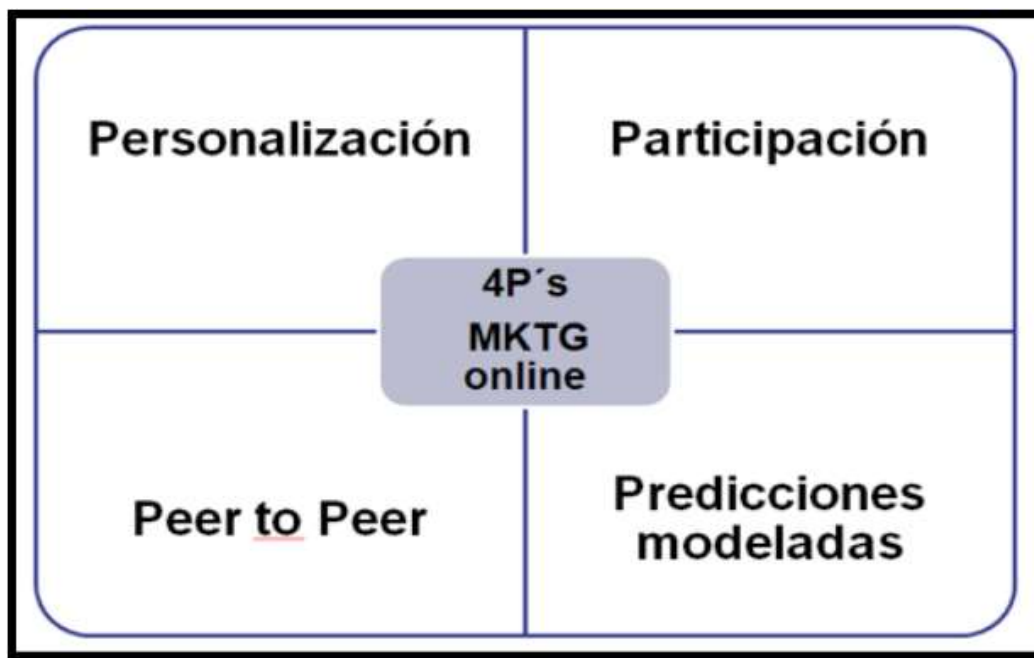 Personalización
Participación
4P´s
MKTG
online
Peer to Peer
Predicciones
modeladas